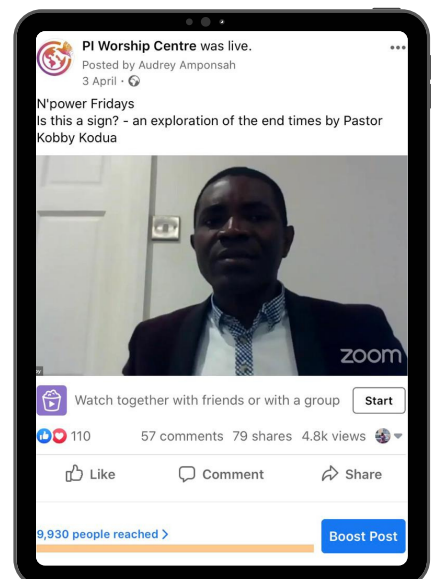 PI Worship Centre was live.
Posted by Audrey Amponsah
3 April ·
N'power Fridays
Is this a sign? - an exploration of the end times by Pastor
Kobby Kodua
zoom
Watch together with friends or with a group Start
110 57 comments 79 shares 4.8k views
Like Comment Share
9,930 people reached
Boost Post